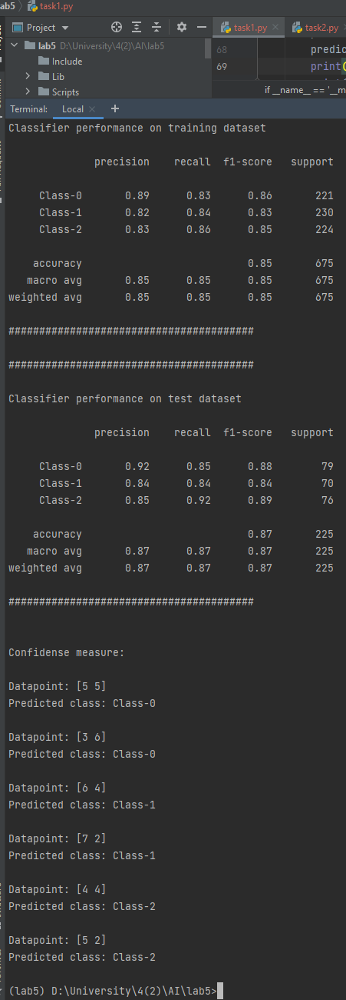 lab5 task1.py
Project
task1.py task2.py
lab5 D:\University\4(2)\AI\lab5
Include
Lib
Scripts
68 predic
69 print(
if __name__ == '__m
Terminal: Local
Classifier performance on training dataset
precision recall f1-score support
Class-0 0.89 0.83 0.86 221
Class-1 0.82 0.84 0.83 230
Class-2 0.83 0.86 0.85 224
accuracy 0.85 675
macro avg 0.85 0.85 0.85 675
weighted avg 0.85 0.85 0.85 675
########################################
########################################
Classifier performance on test dataset
precision recall f1-score support
Class-0 0.92 0.85 0.88 79
Class-1 0.84 0.84 0.84 70
Class-2 0.85 0.92 0.89 76
accuracy 0.87 225
macro avg 0.87 0.87 0.87 225
weighted avg 0.87 0.87 0.87 225
########################################
Confidense measure:
Datapoint: [5 5]
Predicted class: Class-0
Datapoint: [3 6]
Predicted class: Class-0
Datapoint: [6 4]
Predicted class: Class-1
Datapoint: [7 2]
Predicted class: Class-1
Datapoint: [4 4]
Predicted class: Class-2
Datapoint: [5 2]
Predicted class: Class-2
(lab5) D:\University\4(2)\AI\lab5>